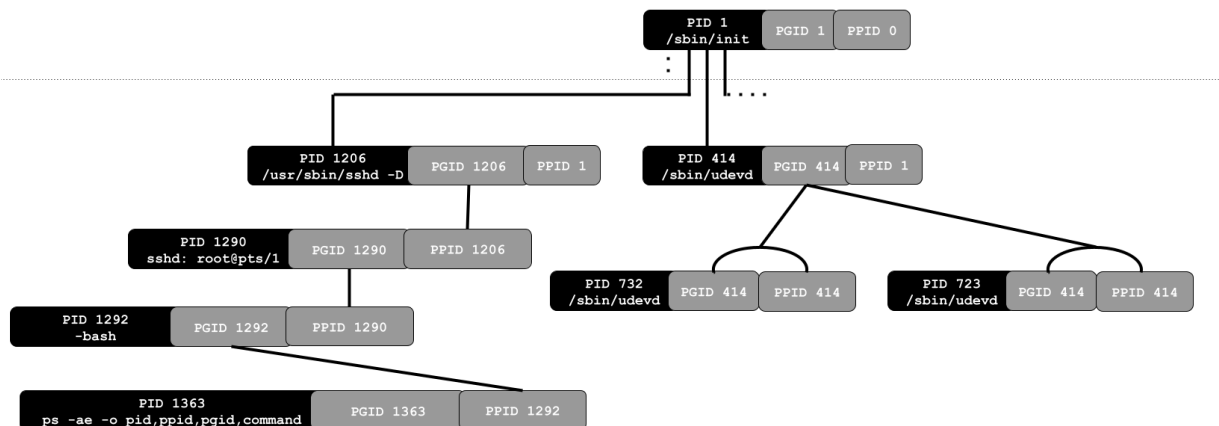 PID 1
/sbin/init
PGID 1
PPID 0
PID 1206
/usr/sbin/sshd -D
PGID 1206
PPID 1
PID 414
/sbin/udevd
PGID 414
PPID 1
PID 1290
sshd: root@pts/1
PGID 1290
PPID 1206
PID 732
/sbin/udevd
PGID 414
PPID 414
PID 723
/sbin/udevd
PGID 414
PPID 414
PID 1292
-bash
PGID 1292
PPID 1290
PID 1363
ps -ae -o pid,ppid,pgid,command
PGID 1363
PPID 1292